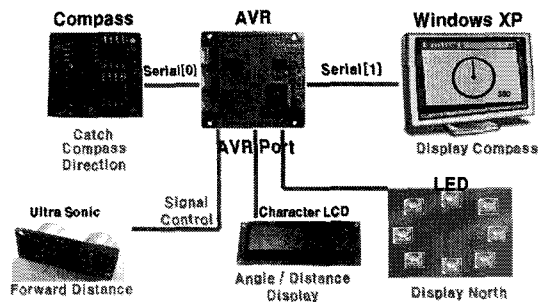 Compass
AVR
Windows XP
Serial[0]
Serial[1]
Catch
Compass
Direction
AVR Port
Display Compass
LED
Signal
Control
Ultra Sonic
Character LCD
Forward Distance
Angle / Distance
Display
Display North